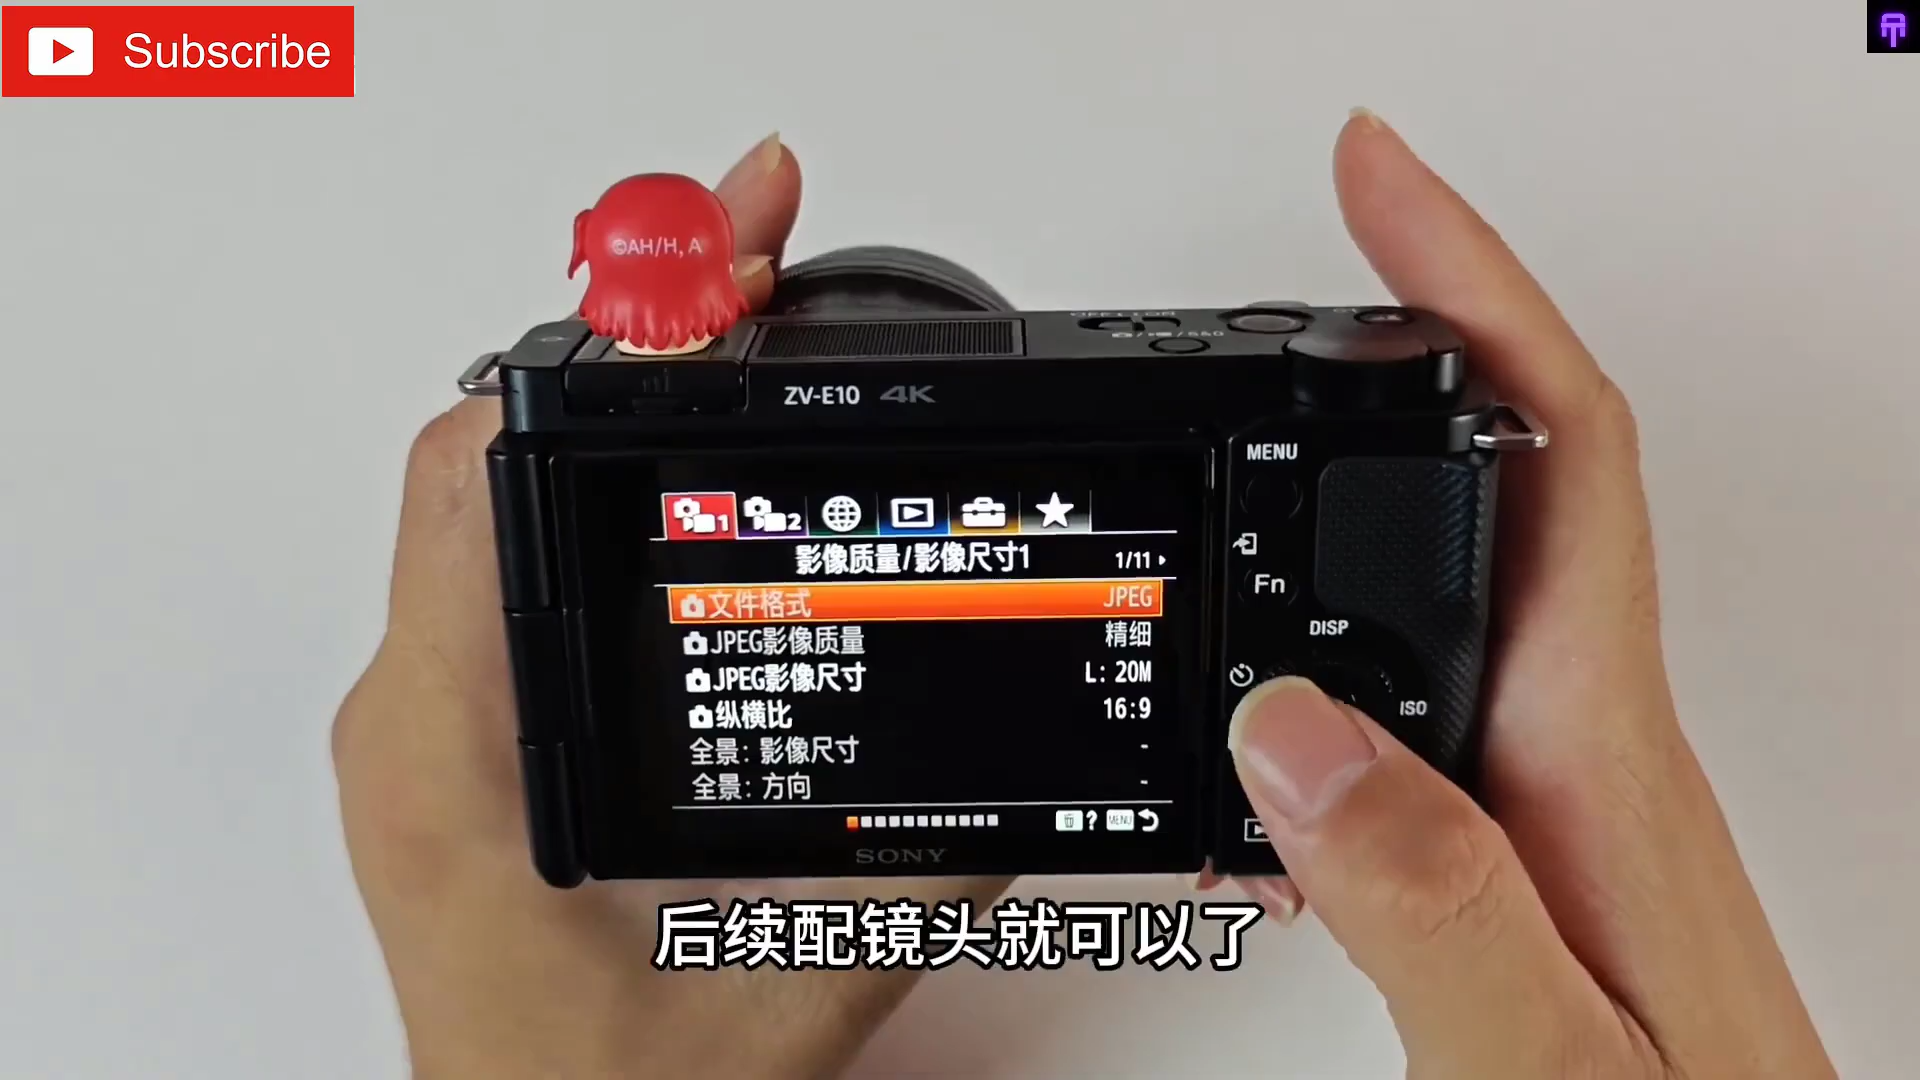 Subscribe
©AH/H, A
OFF ON
ZV-E10 4K
MENU
1
2
影像质量/影像尺寸1 1/11
文件格式 JPEG
JPEG影像质量 精细
JPEG影像尺寸 L: 20M
纵横比 16:9
全景: 影像尺寸 -
全景: 方向 -
? MENU
Fn
DISP
ISO
SONY
后续配镜头就可以了